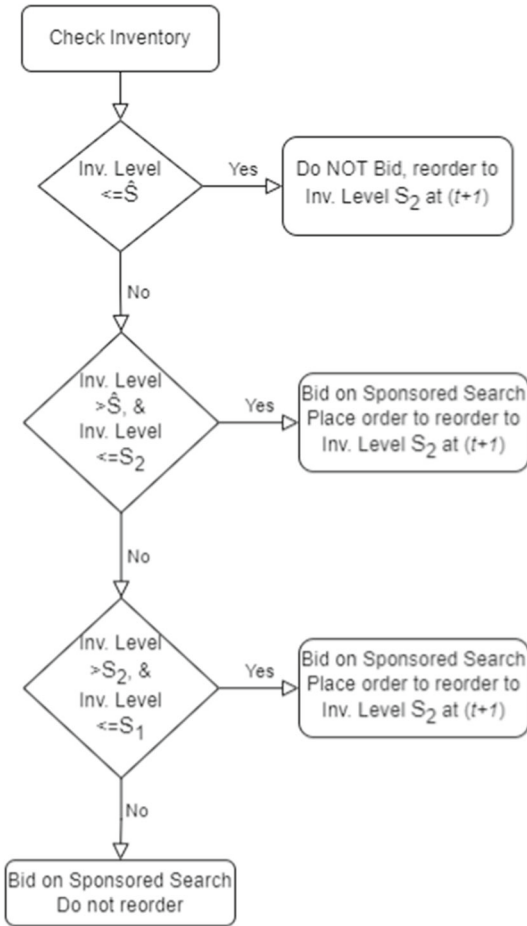 Check Inventory
Inv. Level
<=Ŝ
Yes
Do NOT Bid, reorder to
Inv. Level S₂ at (t+1)
No
Inv. Level
>Ŝ, &
Inv. Level
<=S₂
Yes
Bid on Sponsored Search
Place order to reorder to
Inv. Level S₂ at (t+1)
No
Inv. Level
>S₂, &
Inv. Level
<=S₁
Yes
Bid on Sponsored Search
Place order to reorder to
Inv. Level S₂ at (t+1)
No
Bid on Sponsored Search
Do not reorder